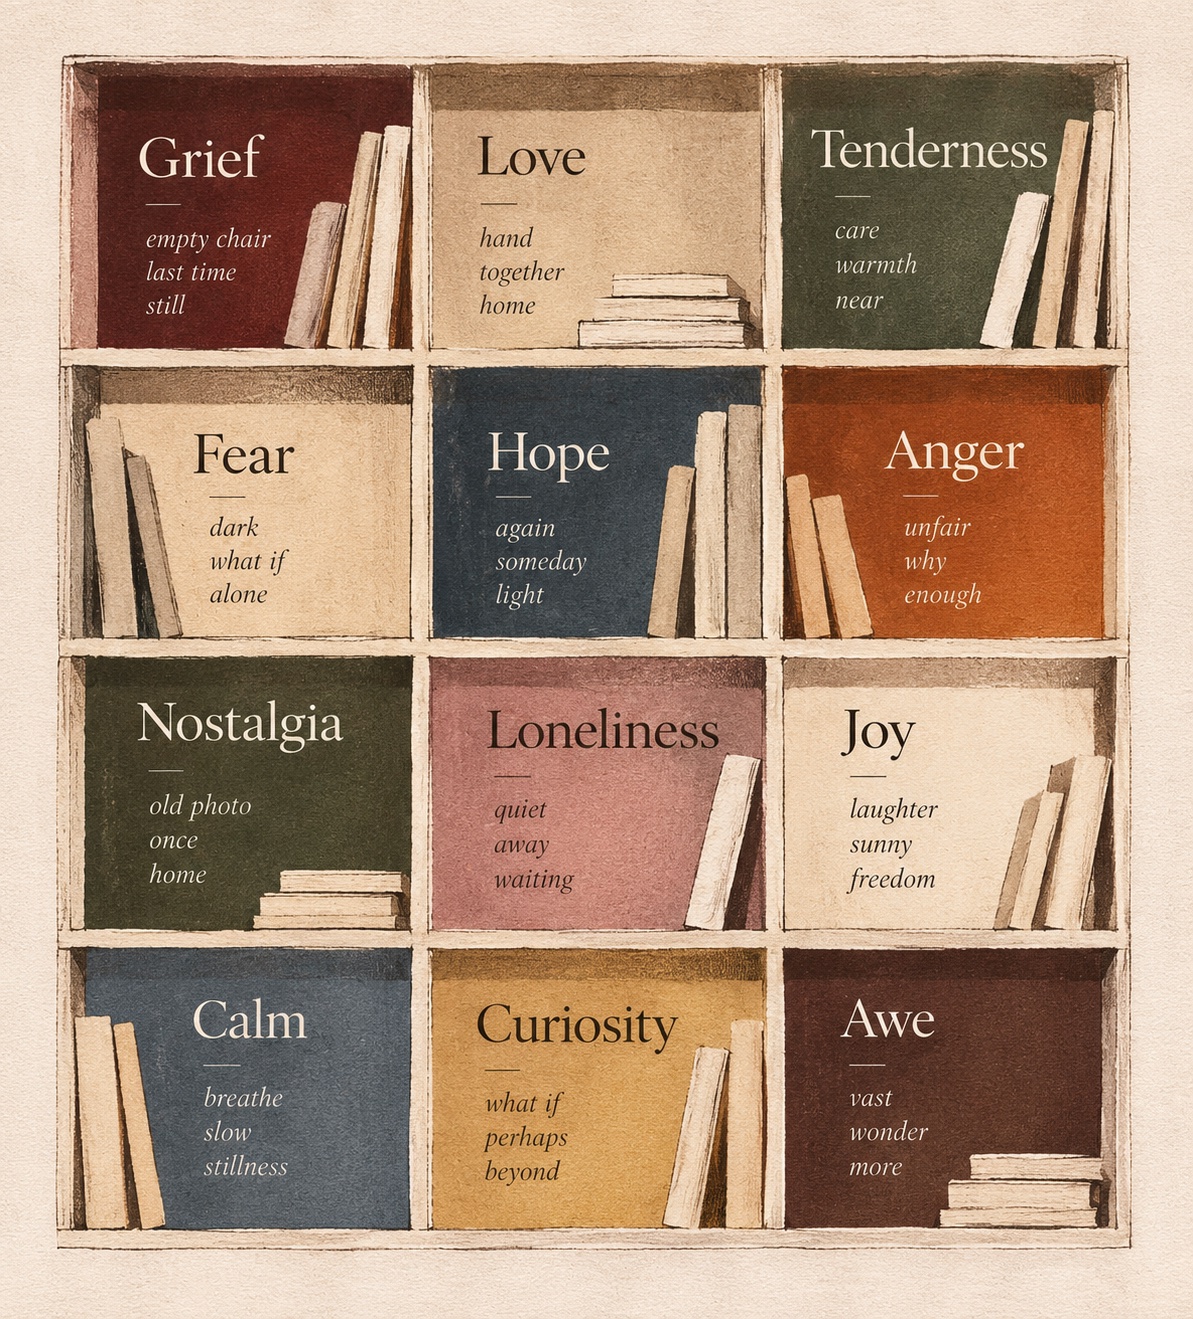 Grief
empty chair
last time
still
Love
hand
together
home
Tenderness
care
warmth
near
Fear
dark
what if
alone
Hope
again
someday
light
Anger
unfair
why
enough
Nostalgia
old photo
once
home
Loneliness
quiet
away
waiting
Joy
laughter
sunny
freedom
Calm
breathe
slow
stillness
Curiosity
what if
perhaps
beyond
Awe
vast
wonder
more